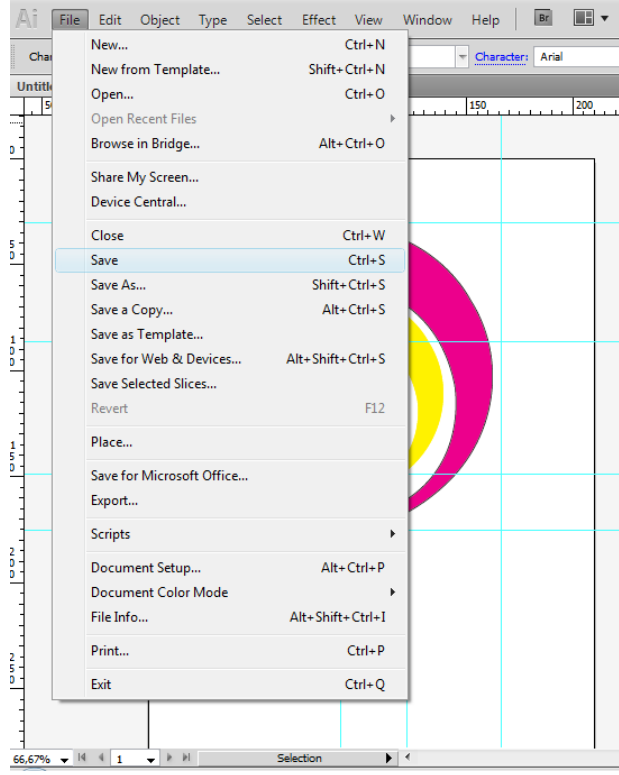 Ai File Edit Object Type Select Effect View Window Help Br
Character: Arial
150 200
New... Ctrl+N
New from Template... Shift+Ctrl+N
Open... Ctrl+O
Open Recent Files
Browse in Bridge... Alt+Ctrl+O
Share My Screen...
Device Central...
Close Ctrl+W
Save Ctrl+S
Save As... Shift+Ctrl+S
Save a Copy... Alt+Ctrl+S
Save as Template...
Save for Web & Devices... Alt+Shift+Ctrl+S
Save Selected Slices...
Revert F12
Place...
Save for Microsoft Office...
Export...
Scripts
Document Setup... Alt+Ctrl+P
Document Color Mode
File Info... Alt+Shift+Ctrl+I
Print... Ctrl+P
Exit Ctrl+Q
66,67% 1 Selection